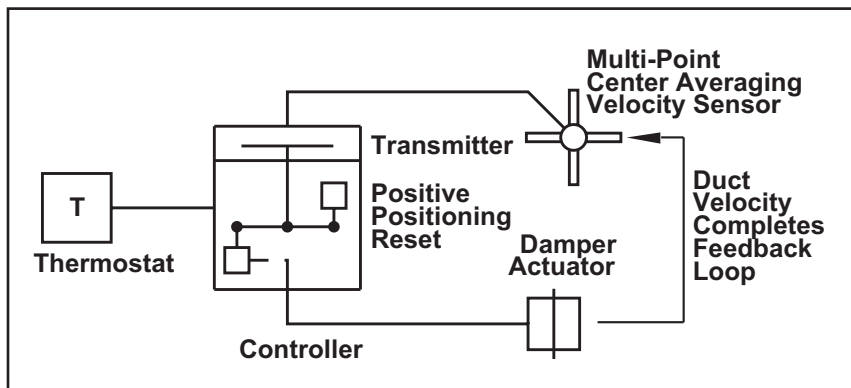 Multi-Point
Center Averaging
Velocity Sensor
Transmitter
Positive
Positioning
Reset
T
Thermostat
Duct
Velocity
Completes
Feedback
Loop
Damper
Actuator
Controller